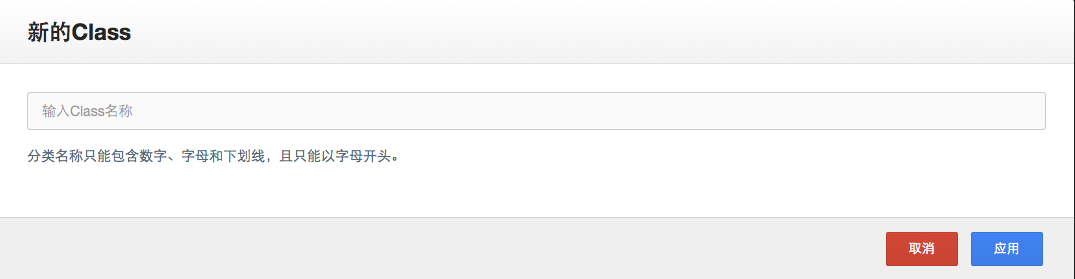 新的Class
输入Class名称
分类名称只能包含数字、字母和下划线，且只能以字母开头。
取消
应用